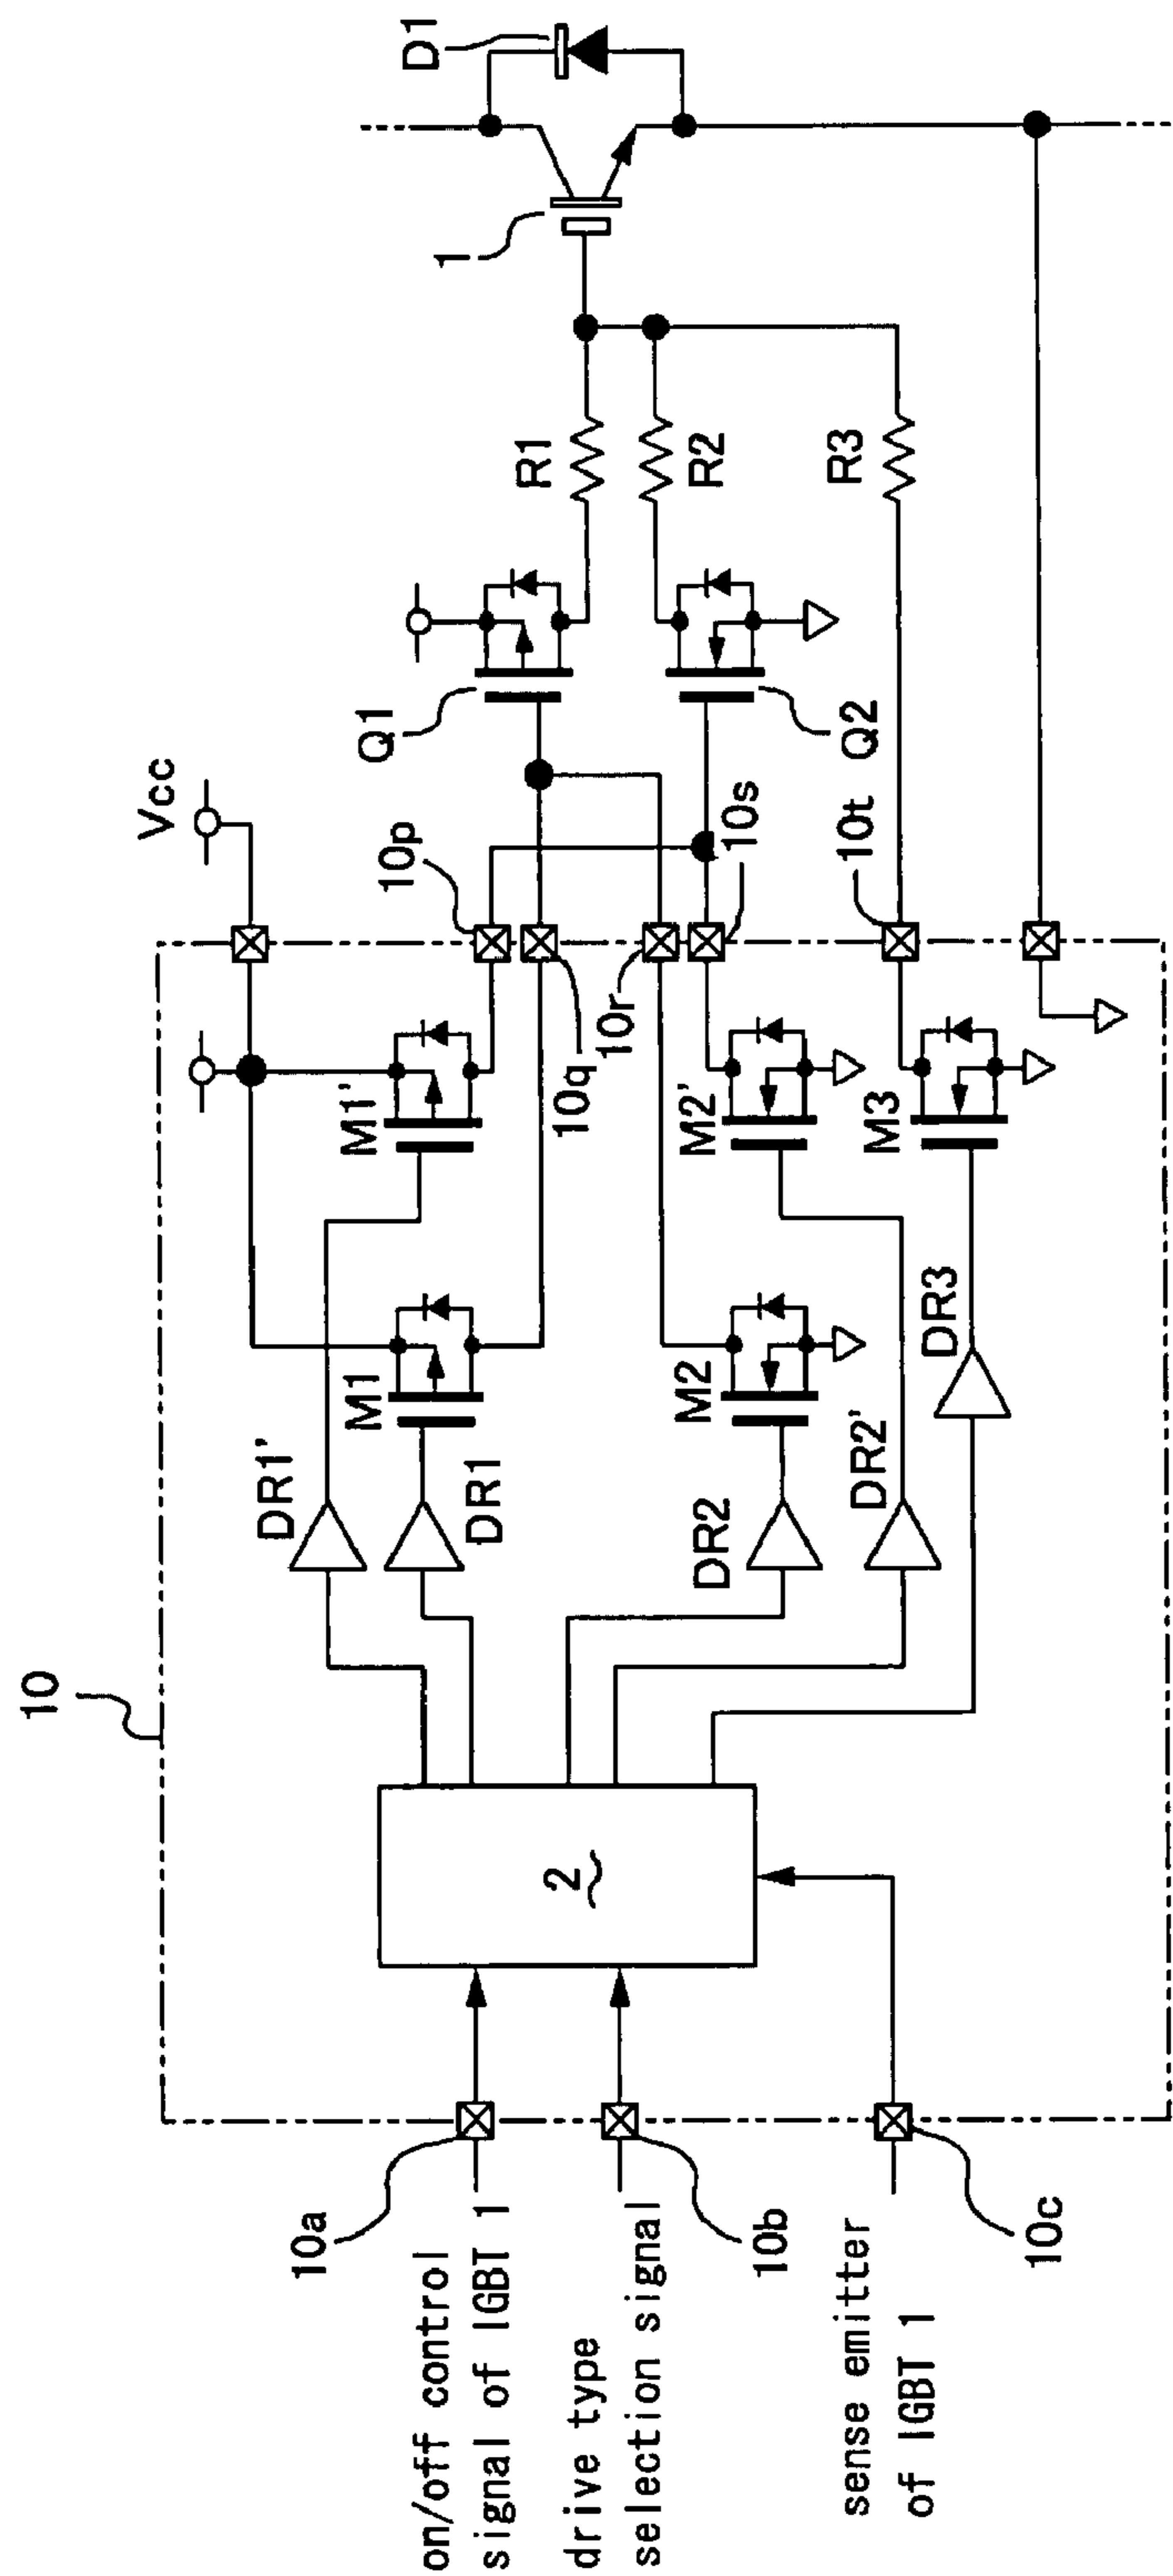 10
Vcc
D1
DR1'
M1'
10p
Q1
1
DR1
M1
10q
R1
10a
on/off control
signal of IGBT 1
2
10r
R2
drive type
selection signal
10b
DR2
M2
M2'
10s
Q2
DR2'
DR3
M3
10t
R3
sense emitter
of IGBT 1
10c